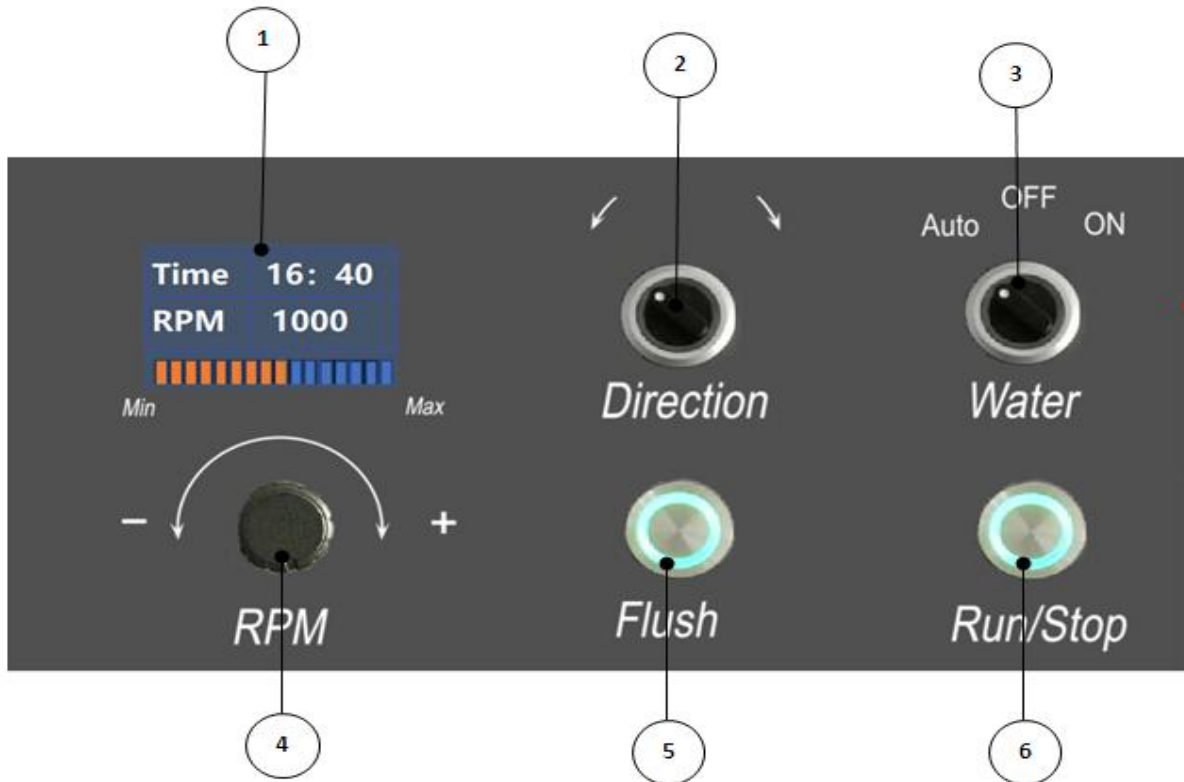 1
2
3
OFF
Auto ON
Time 16: 40
RPM 1000
Min Max
Direction
Water
− +
RPM
Flush
Run/Stop
4
5
6